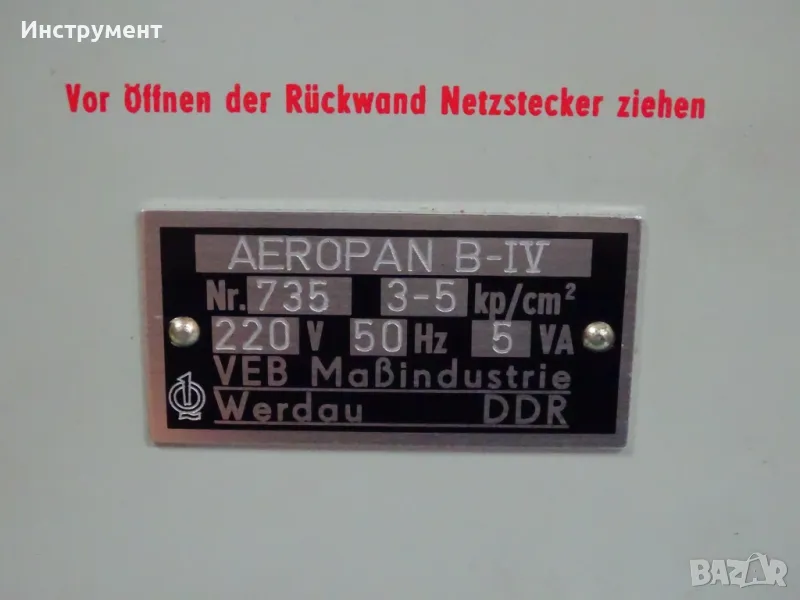 Инструмент
Vor Öffnen der Rückwand Netzstecker ziehen
AEROPAN B-IV
Nr. 735 3-5 kp/cm²
220 V 50 Hz 5 VA
VEB Maßindustrie
Werdau DDR
BAZAR